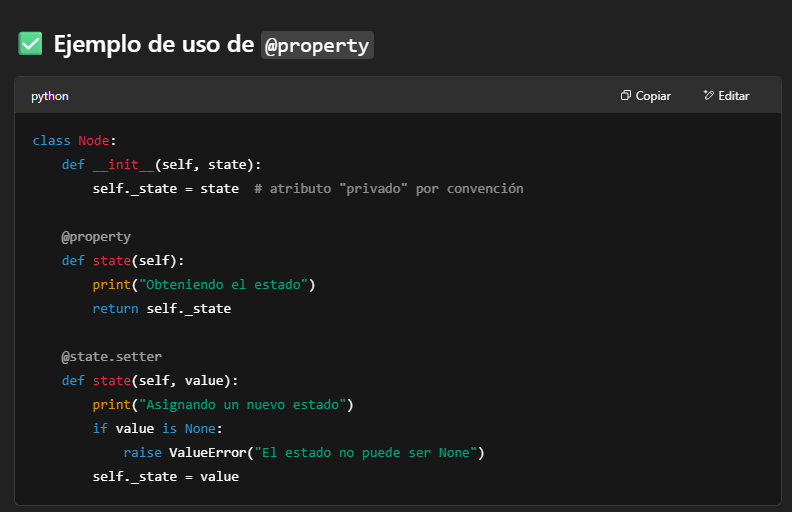 ✅ Ejemplo de uso de @property
python Copiar Editar
class Node:
    def __init__(self, state):
        self._state = state  # atributo "privado" por convención
    @property
    def state(self):
        print("Obteniendo el estado")
        return self._state
    @state.setter
    def state(self, value):
        print("Asignando un nuevo estado")
        if value is None:
            raise ValueError("El estado no puede ser None")
        self._state = value